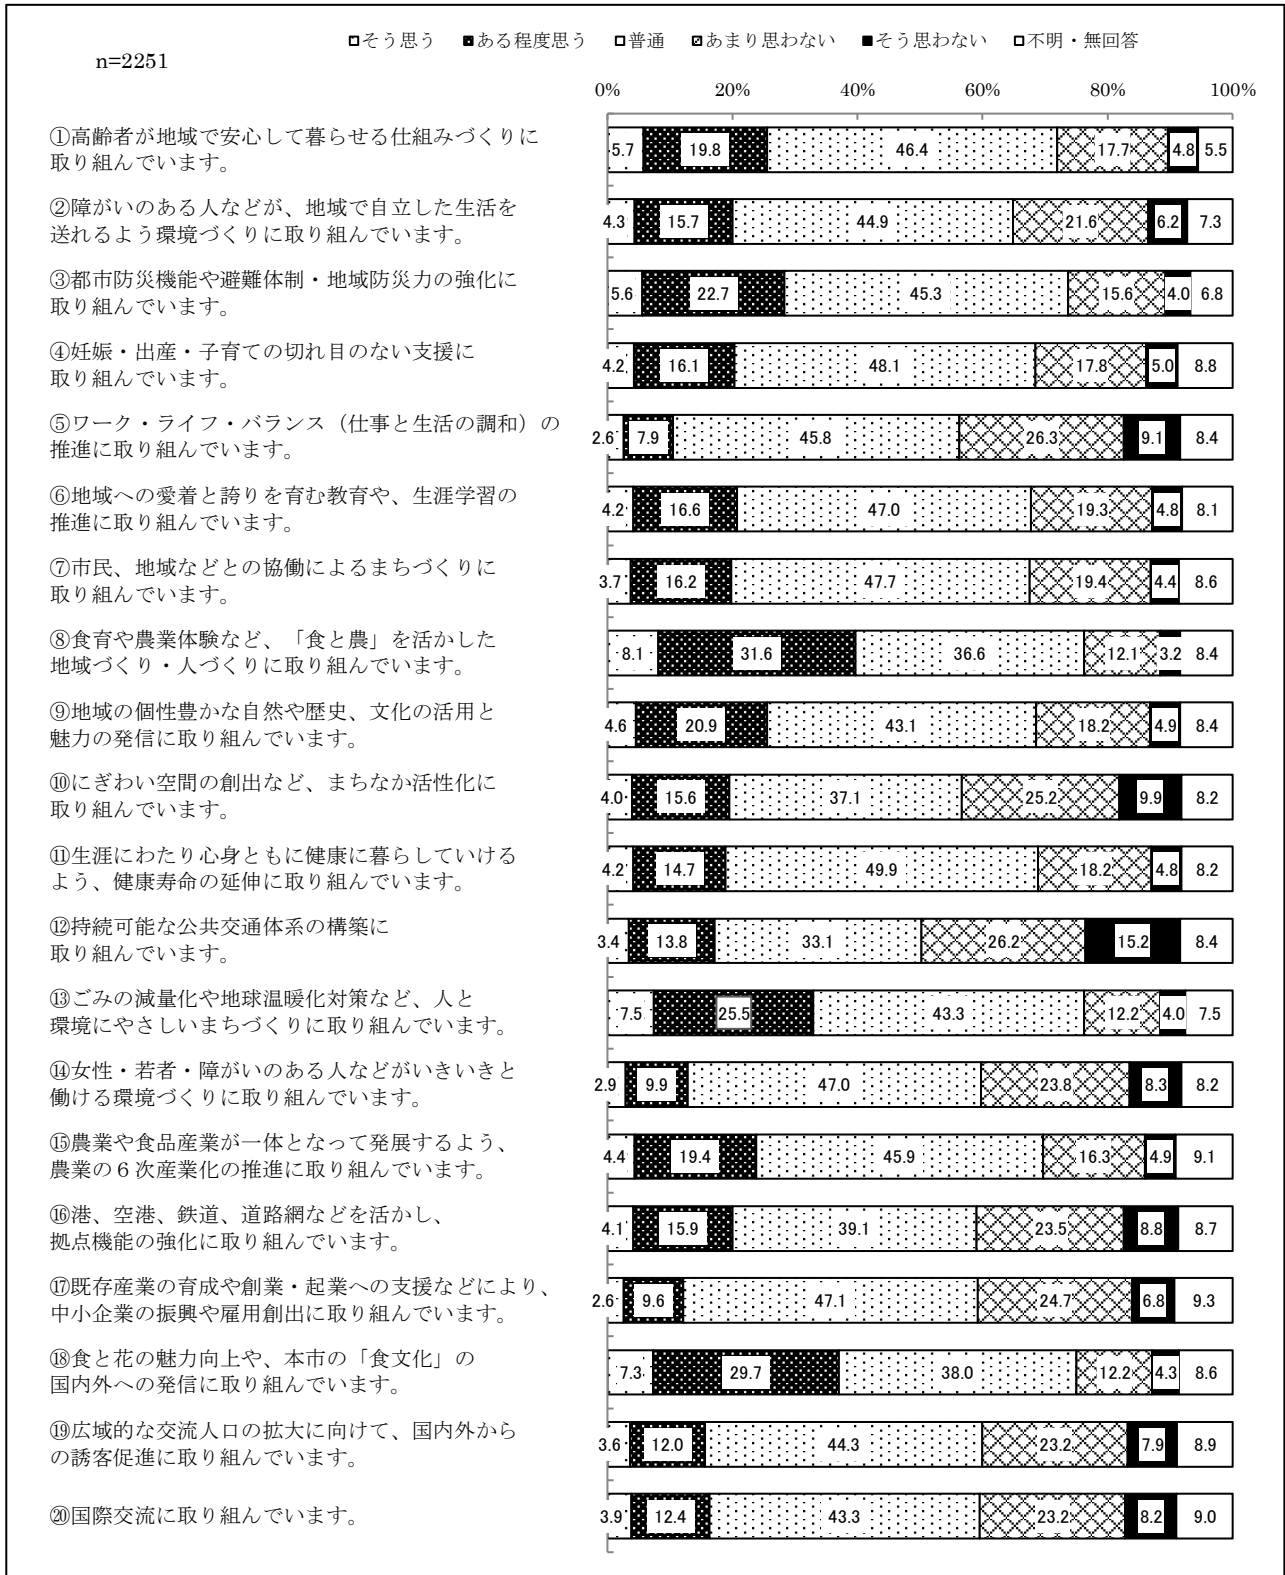 □そう思う ■ある程度思う □普通 ☒あまり思わない ■そう思わない □不明・無回答
n=2251
0% 20% 40% 60% 80% 100%
①高齢者が地域で安心して暮らせる仕組みづくりに
取り組んでいます。
5.7 19.8 46.4 17.7 4.8 5.5
②障がいのある人などが、地域で自立した生活を
送れるよう環境づくりに取り組んでいます。
4.3 15.7 44.9 21.6 6.2 7.3
③都市防災機能や避難体制・地域防災力の強化に
取り組んでいます。
5.6 22.7 45.3 15.6 4.0 6.8
④妊娠・出産・子育ての切れ目のない支援に
取り組んでいます。
4.2 16.1 48.1 17.8 5.0 8.8
⑤ワーク・ライフ・バランス（仕事と生活の調和）の
推進に取り組んでいます。
2.6 7.9 45.8 26.3 9.1 8.4
⑥地域への愛着と誇りを育む教育や、生涯学習の
推進に取り組んでいます。
4.2 16.6 47.0 19.3 4.8 8.1
⑦市民、地域などとの協働によるまちづくりに
取り組んでいます。
3.7 16.2 47.7 19.4 4.4 8.6
⑧食育や農業体験など、「食と農」を活かした
地域づくり・人づくりに取り組んでいます。
8.1 31.6 36.6 12.1 3.2 8.4
⑨地域の個性豊かな自然や歴史、文化の活用と
魅力の発信に取り組んでいます。
4.6 20.9 43.1 18.2 4.9 8.4
⑩にぎわい空間の創出など、まちなか活性化に
取り組んでいます。
4.0 15.6 37.1 25.2 9.9 8.2
⑪生涯にわたり心身ともに健康に暮らしていける
よう、健康寿命の延伸に取り組んでいます。
4.2 14.7 49.9 18.2 4.8 8.2
⑫持続可能な公共交通体系の構築に
取り組んでいます。
3.4 13.8 33.1 26.2 15.2 8.4
⑬ごみの減量化や地球温暖化対策など、人と
環境にやさしいまちづくりに取り組んでいます。
7.5 25.5 43.3 12.2 4.0 7.5
⑭女性・若者・障がいのある人などがいきいきと
働ける環境づくりに取り組んでいます。
2.9 9.9 47.0 23.8 8.3 8.2
⑮農業や食品産業が一体となって発展するよう、
農業の６次産業化の推進に取り組んでいます。
4.4 19.4 45.9 16.3 4.9 9.1
⑯港、空港、鉄道、道路網などを活かし、
拠点機能の強化に取り組んでいます。
4.1 15.9 39.1 23.5 8.8 8.7
⑰既存産業の育成や創業・起業への支援などにより、
中小企業の振興や雇用創出に取り組んでいます。
2.6 9.6 47.1 24.7 6.8 9.3
⑱食と花の魅力向上や、本市の「食文化」の
国内外への発信に取り組んでいます。
7.3 29.7 38.0 12.2 4.3 8.6
⑲広域的な交流人口の拡大に向けて、国内外から
の誘客促進に取り組んでいます。
3.6 12.0 44.3 23.2 7.9 8.9
⑳国際交流に取り組んでいます。
3.9 12.4 43.3 23.2 8.2 9.0